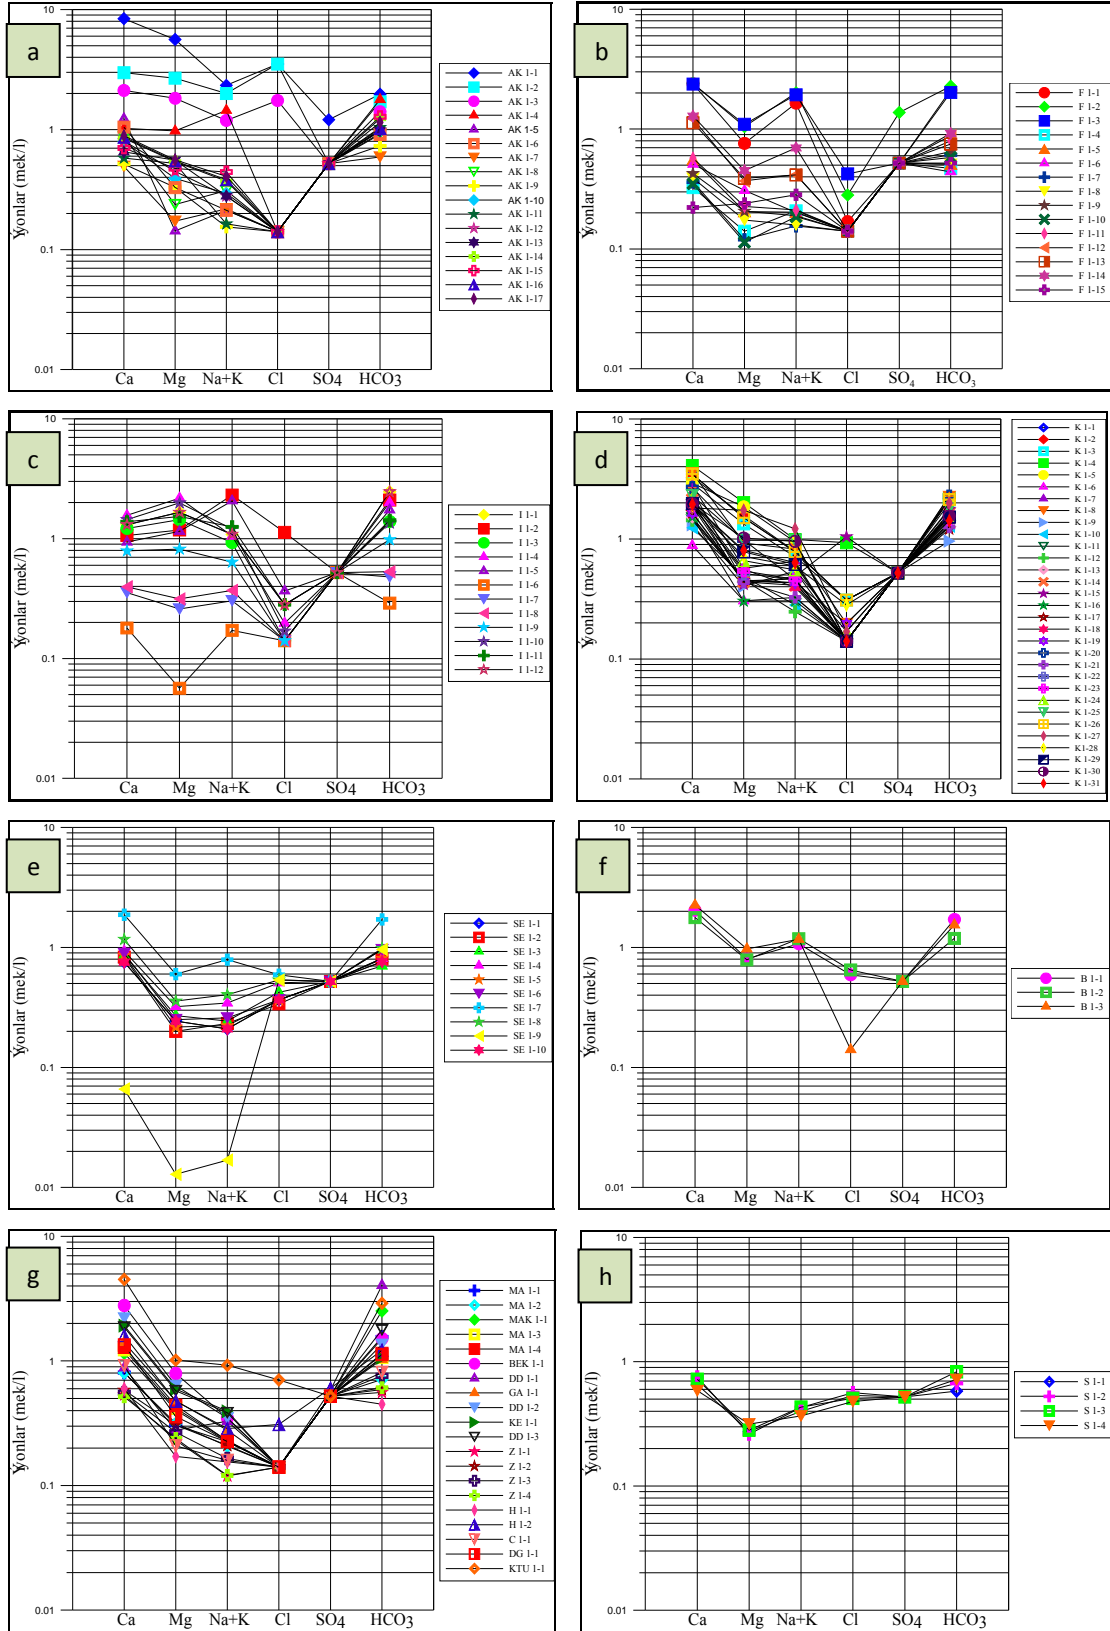 a
Ýyonlar (mek/l)
10
1
0.1
0.01
Ca Mg Na+K Cl SO4 HCO3
AK 1-1
AK 1-2
AK 1-3
AK 1-4
AK 1-5
AK 1-6
AK 1-7
AK 1-8
AK 1-9
AK 1-10
AK 1-11
AK 1-12
AK 1-13
AK 1-14
AK 1-15
AK 1-16
AK 1-17
b
Ýyonlar (mek/l)
10
1
0.1
0.01
Ca Mg Na+K Cl SO4 HCO3
F 1-1
F 1-2
F 1-3
F 1-4
F 1-5
F 1-6
F 1-7
F 1-8
F 1-9
F 1-10
F 1-11
F 1-12
F 1-13
F 1-14
F 1-15
c
Ýyonlar (mek/l)
10
1
0.1
0.01
Ca Mg Na+K Cl SO4 HCO3
I 1-1
I 1-2
I 1-3
I 1-4
I 1-5
I 1-6
I 1-7
I 1-8
I 1-9
I 1-10
I 1-11
I 1-12
d
Ýyonlar (mek/l)
10
1
0.1
0.01
Ca Mg Na+K Cl SO4 HCO3
K 1-1
K 1-2
K 1-3
K 1-4
K 1-5
K 1-6
K 1-7
K 1-8
K 1-9
K 1-10
K 1-11
K 1-12
K 1-13
K 1-14
K 1-15
K 1-16
K 1-17
K 1-18
K 1-19
K 1-20
K 1-21
K 1-22
K 1-23
K 1-24
K 1-25
K 1-26
K 1-27
K1-28
K 1-29
K 1-30
K 1-31
e
Ýyonlar (mek/l)
10
1
0.1
0.01
Ca Mg Na+K Cl SO4 HCO3
SE 1-1
SE 1-2
SE 1-3
SE 1-4
SE 1-5
SE 1-6
SE 1-7
SE 1-8
SE 1-9
SE 1-10
f
Ýyonlar (mek/l)
10
1
0.1
0.01
Ca Mg Na+K Cl SO4 HCO3
B 1-1
B 1-2
B 1-3
g
Ýyonlar (mek/l)
10
1
0.1
0.01
Ca Mg Na+K Cl SO4 HCO3
MA 1-1
MA 1-2
MAK 1-1
MA 1-3
MA 1-4
BEK 1-1
DD 1-1
GA 1-1
DD 1-2
KE 1-1
DD 1-3
Z 1-1
Z 1-2
Z 1-3
Z 1-4
H 1-1
H 1-2
C 1-1
DG 1-1
KTU 1-1
h
Ýyonlar (mek/l)
10
1
0.1
0.01
Ca Mg Na+K Cl SO4 HCO3
S 1-1
S 1-2
S 1-3
S 1-4